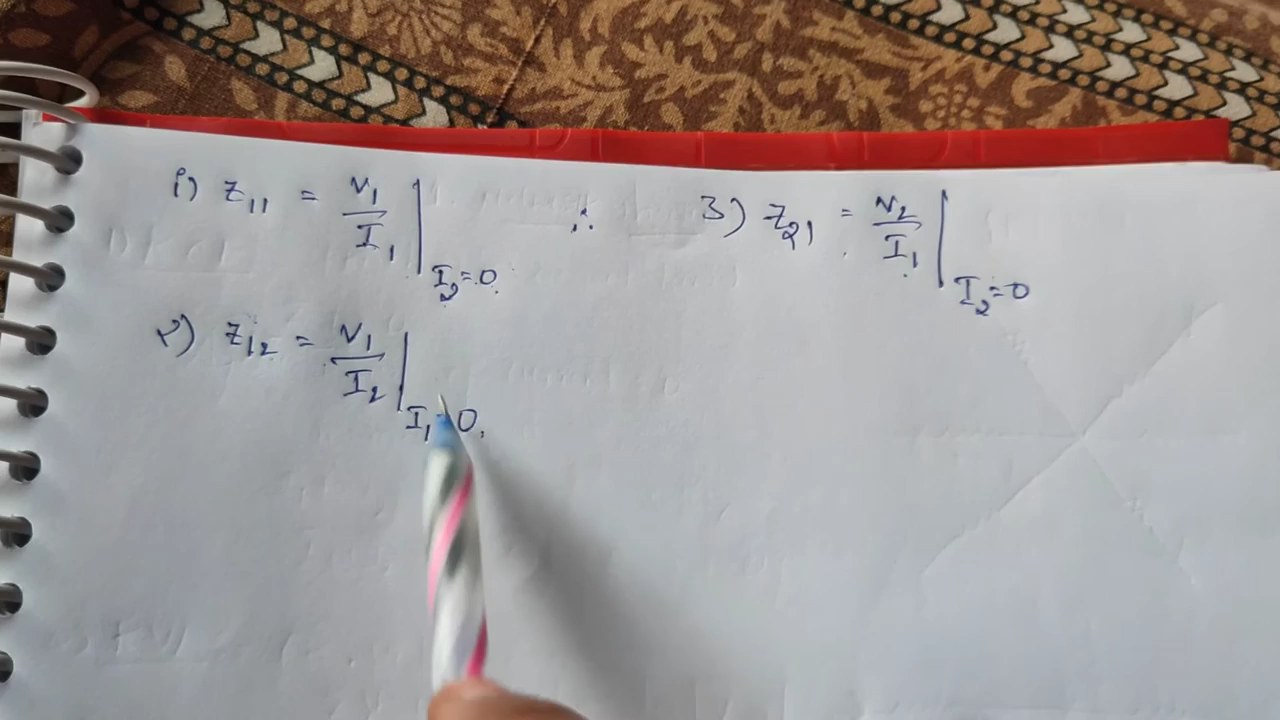 1) Z11 = V1/I1 | I2=0
2) Z12 = V1/I2 | I1=0,
∴ 3) Z21 = V2/I1 | I2=0